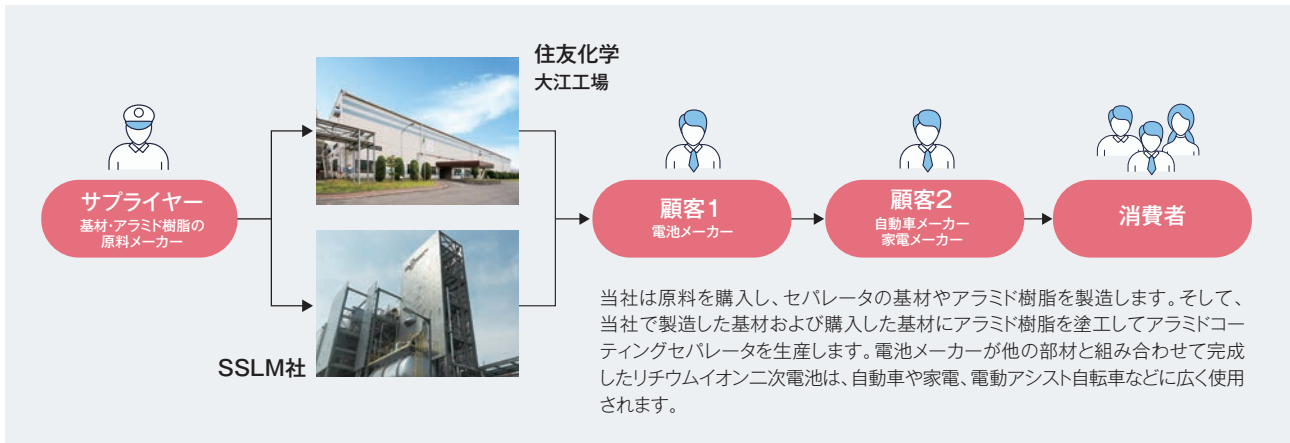 住友化学
大江工場
サプライヤー
基材・アラミド樹脂の
原料メーカー
SSLM社
顧客1
電池メーカー
顧客2
自動車メーカー
家電メーカー
消費者
当社は原料を購入し、セパレータの基材やアラミド樹脂を製造します。そして、
当社で製造した基材および購入した基材にアラミド樹脂を塗工してアラミドコー
ティングセパレータを生産します。電池メーカーが他の部材と組み合わせて完成
したリチウムイオン二次電池は、自動車や家電、電動アシスト自転車などに広く使用
されます。